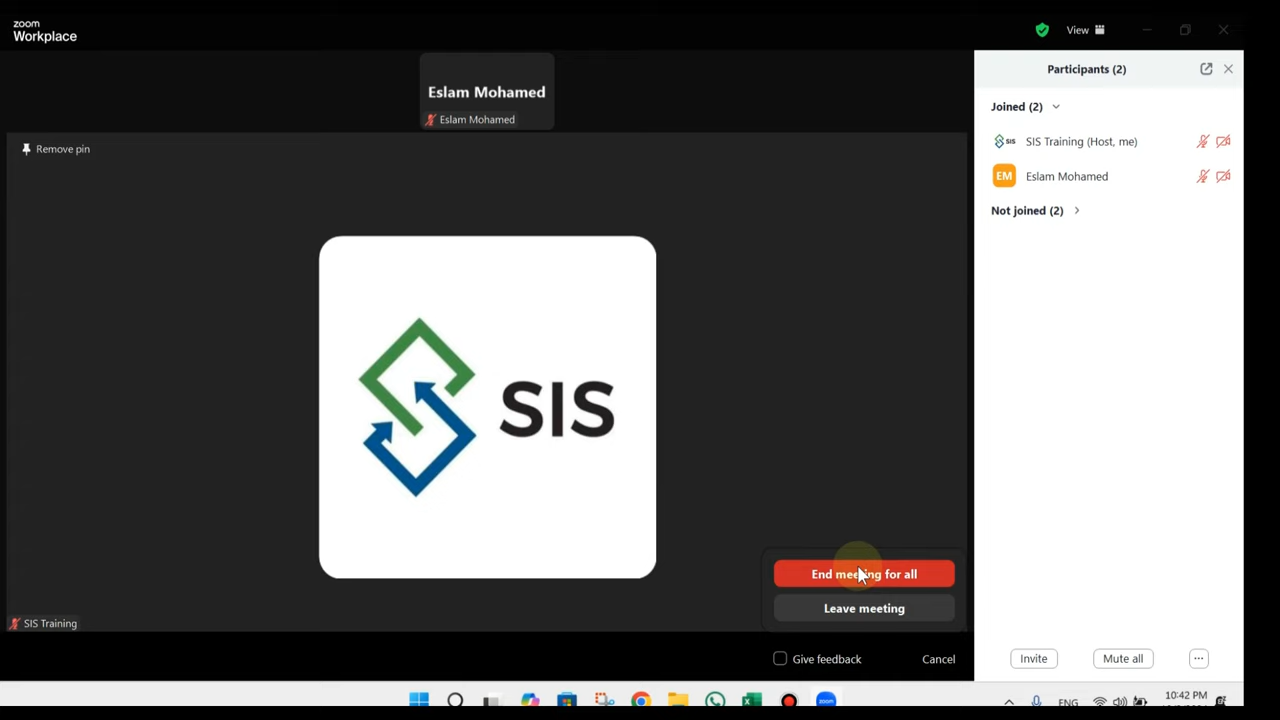 zoom
Workplace
View
Eslam Mohamed
Eslam Mohamed
Remove pin
SIS
SIS Training
End meeting for all
Leave meeting
Give feedback
Cancel
Participants (2)
Joined (2)
SIS
SIS Training (Host, me)
EM
Eslam Mohamed
Not joined (2)
Invite
Mute all
ENG
10:42 PM